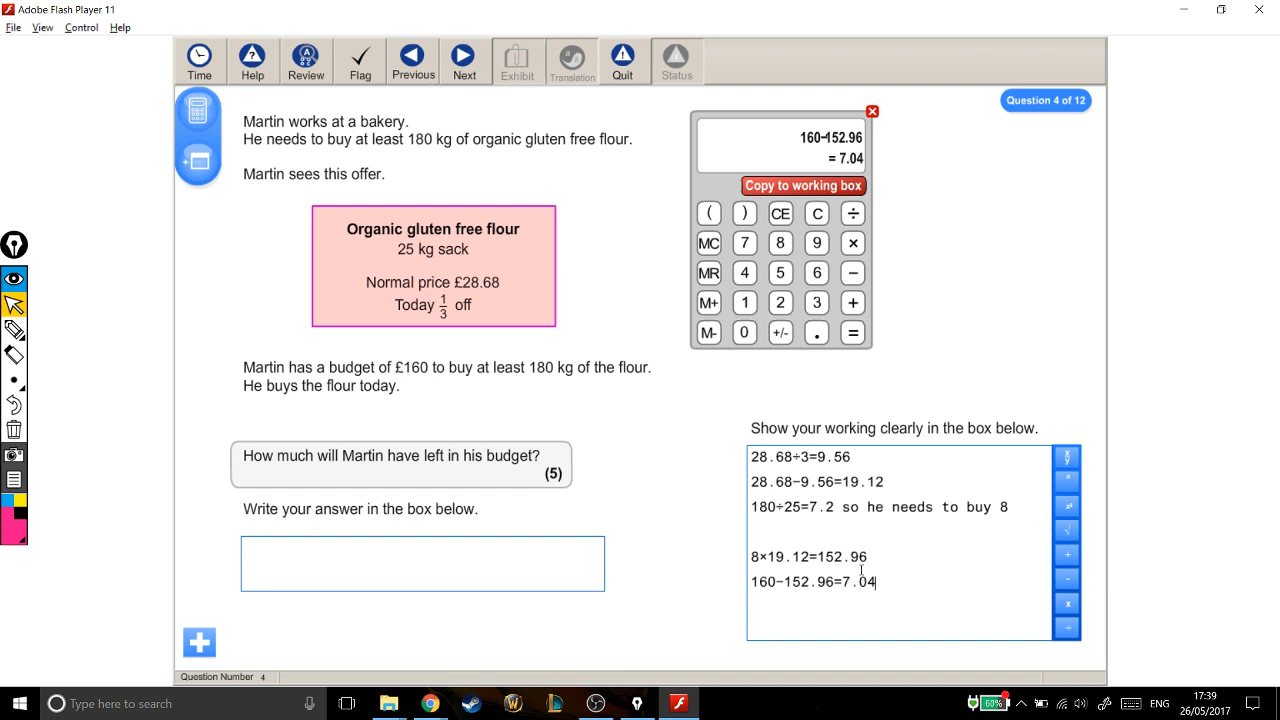 Adobe Flash Player 11
File View Control Help
Time Help Review Flag Previous Next Exhibit Translation Quit Status
Question 4 of 12
Martin works at a bakery.
He needs to buy at least 180 kg of organic gluten free flour.
Martin sees this offer.
Organic gluten free flour
25 kg sack
Normal price £28.68
Today 1/3 off
Martin has a budget of £160 to buy at least 180 kg of the flour.
He buys the flour today.
How much will Martin have left in his budget?
(5)
Write your answer in the box below.
160-152.96
= 7.04
Copy to working box
( ) CE C ÷
MC 7 8 9 ×
MR 4 5 6 −
M+ 1 2 3 +
M- 0 +/- . =
Show your working clearly in the box below.
28.68÷3=9.56
28.68−9.56=19.12
180÷25=7.2 so he needs to buy 8
8×19.12=152.96
160−152.96=7.04
Question Number 4
Type here to search
60%
ENG
17:39
26/05/2017